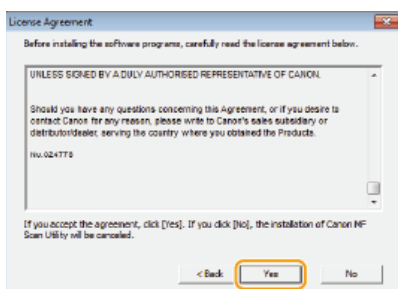 License Agreement
Before installing the software programs, carefully read the license agreement below.
UNLESS SIGNED BY A DULY AUTHORISED REPRESENTATIVE OF CANON.
Should you have any questions concerning this Agreement, or if you desire to
contact Canon for any reason, please write to Canon's sales subsidiary or
distributor/dealer, serving the country where you obtained the Products.
No.024778
If you accept the agreement, click [Yes]. If you click [No], the installation of Canon MF
Scan Utility will be canceled.
< Back
Yes
No